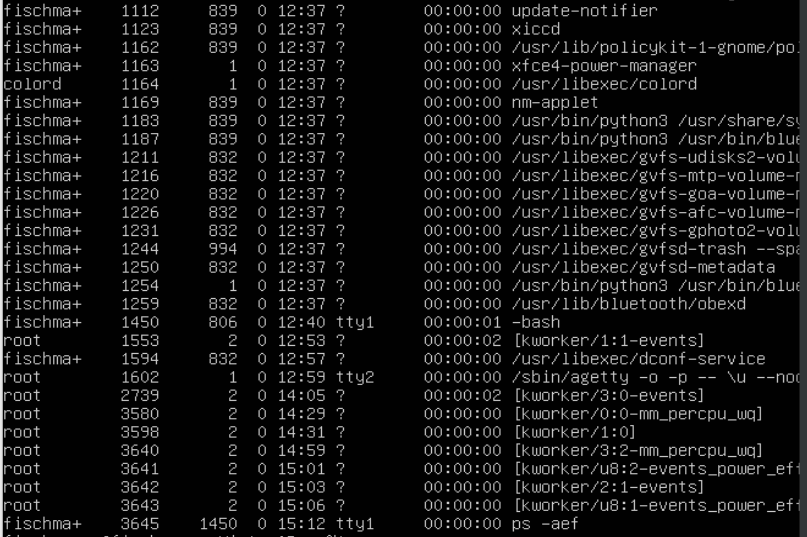 fischma+ 1112 839 0 12:37 ? 00:00:00 update-notifier
fischma+ 1123 839 0 12:37 ? 00:00:00 xiccd
fischma+ 1162 839 0 12:37 ? 00:00:00 /usr/lib/policykit-1-gnome/po
fischma+ 1163 1 0 12:37 ? 00:00:00 xfce4-power-manager
colord 1164 1 0 12:37 ? 00:00:00 /usr/libexec/colord
fischma+ 1169 839 0 12:37 ? 00:00:00 nm-applet
fischma+ 1183 839 0 12:37 ? 00:00:00 /usr/bin/python3 /usr/share/sy
fischma+ 1187 839 0 12:37 ? 00:00:00 /usr/bin/python3 /usr/bin/blue
fischma+ 1211 832 0 12:37 ? 00:00:00 /usr/libexec/gvfs-udisks2-volu
fischma+ 1216 832 0 12:37 ? 00:00:00 /usr/libexec/gvfs-mtp-volume-m
fischma+ 1220 832 0 12:37 ? 00:00:00 /usr/libexec/gvfs-goa-volume-m
fischma+ 1226 832 0 12:37 ? 00:00:00 /usr/libexec/gvfs-afc-volume-m
fischma+ 1231 832 0 12:37 ? 00:00:00 /usr/libexec/gvfs-gphoto2-volu
fischma+ 1244 994 0 12:37 ? 00:00:00 /usr/libexec/gvfsd-trash --spa
fischma+ 1250 832 0 12:37 ? 00:00:00 /usr/libexec/gvfsd-metadata
fischma+ 1254 1 0 12:37 ? 00:00:00 /usr/bin/python3 /usr/bin/blue
fischma+ 1259 832 0 12:37 ? 00:00:00 /usr/lib/bluetooth/obexd
fischma+ 1450 806 0 12:40 tty1 00:00:01 -bash
root 1553 2 0 12:53 ? 00:00:02 [kworker/1:1-events]
fischma+ 1594 832 0 12:57 ? 00:00:00 /usr/libexec/dconf-service
root 1602 1 0 12:59 tty2 00:00:00 /sbin/agetty -o -p -- \u --noc
root 2739 2 0 14:05 ? 00:00:02 [kworker/3:0-events]
root 3580 2 0 14:29 ? 00:00:00 [kworker/0:0-mm_percpu_wq]
root 3598 2 0 14:31 ? 00:00:00 [kworker/1:0]
root 3640 2 0 14:59 ? 00:00:00 [kworker/3:2-mm_percpu_wq]
root 3641 2 0 15:01 ? 00:00:00 [kworker/u8:2-events_power_eff
root 3642 2 0 15:03 ? 00:00:00 [kworker/2:1-events]
root 3643 2 0 15:06 ? 00:00:00 [kworker/u8:1-events_power_eff
fischma+ 3645 1450 0 15:12 tty1 00:00:00 ps -aef